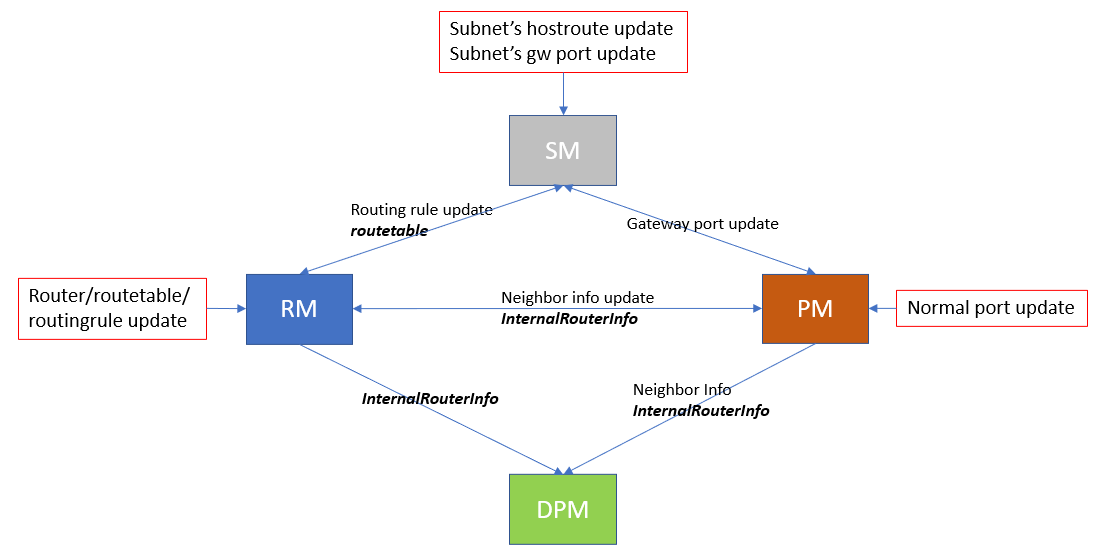 Subnet's hostroute update
Subnet's gw port update
SM
Routing rule update
routetable
Gateway port update
Router/routetable/
routingrule update
RM
Neighbor info update
InternalRouterInfo
PM
Normal port update
InternalRouterInfo
Neighbor Info
InternalRouterInfo
DPM